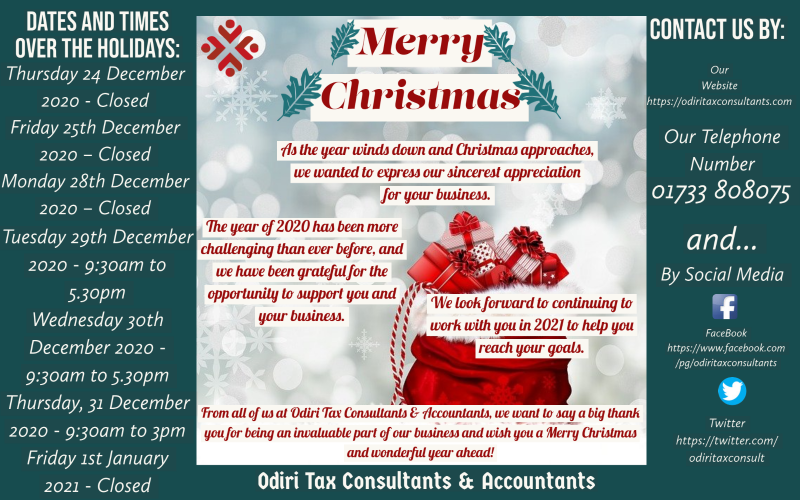 DATES AND TIMES
OVER THE HOLIDAYS:
Thursday 24 December
2020 - Closed
Friday 25th December
2020 – Closed
Monday 28th December
2020 – Closed
Tuesday 29th December
2020 - 9:30am to
5.30pm
Wednesday 30th
December 2020 -
9:30am to 5.30pm
Thursday, 31 December
2020 - 9:30am to 3pm
Friday 1st January
2021 - Closed
Merry
Christmas
As the year winds down and Christmas approaches,
we wanted to express our sincerest appreciation
for your business.
The year of 2020 has been more
challenging than ever before, and
we have been grateful for the
opportunity to support you and
your business.
We look forward to continuing to
work with you in 2021 to help you
reach your goals.
From all of us at Odiri Tax Consultants & Accountants, we want to say a big thank
you for being an invaluable part of our business and wish you a Merry Christmas
and wonderful year ahead!
Odiri Tax Consultants & Accountants
CONTACT US BY:
Our
Website
https://odiritaxconsultants.com
Our Telephone
Number
01733 808075
and...
By Social Media
FaceBook
https://www.facebook.com
/pg/odiritaxconsultants
Twitter
https://twitter.com/
odiritaxconsult